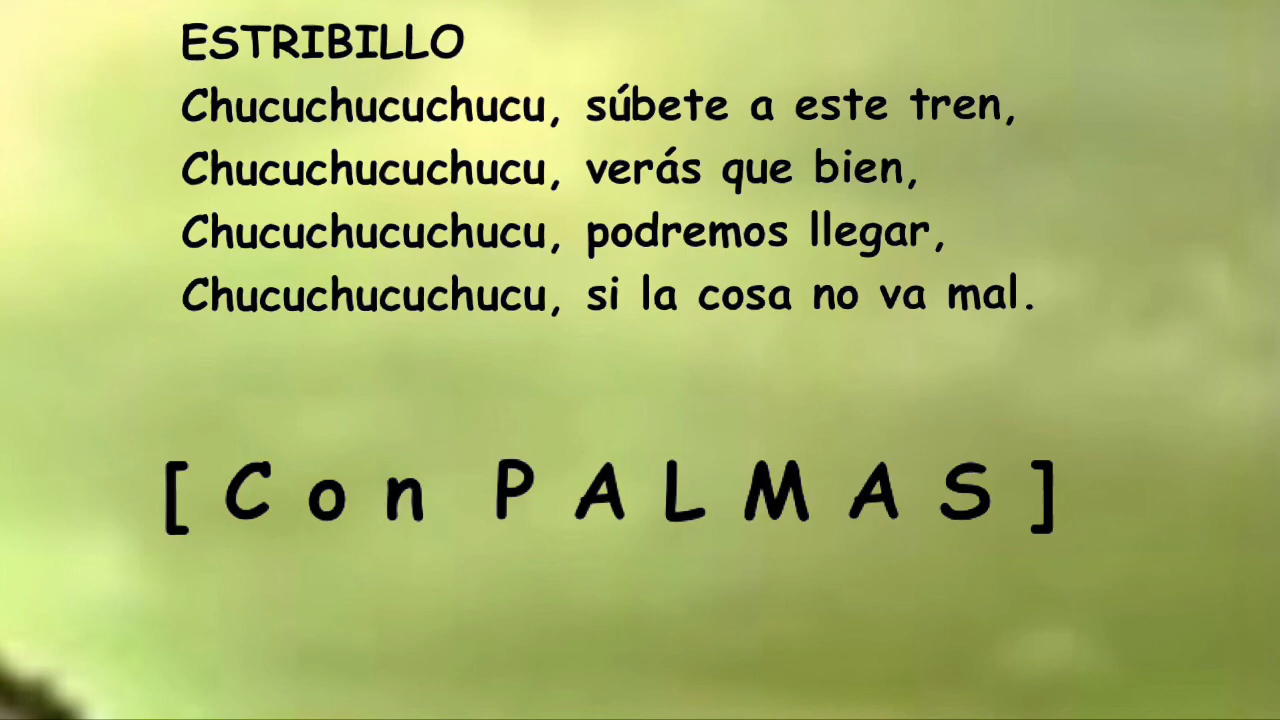 ESTRIBILLO
Chucuchucuchucu, súbete a este tren,
Chucuchucuchucu, verás que bien,
Chucuchucuchucu, podremos llegar,
Chucuchucuchucu, si la cosa no va mal.
[ C o n P A L M A S ]